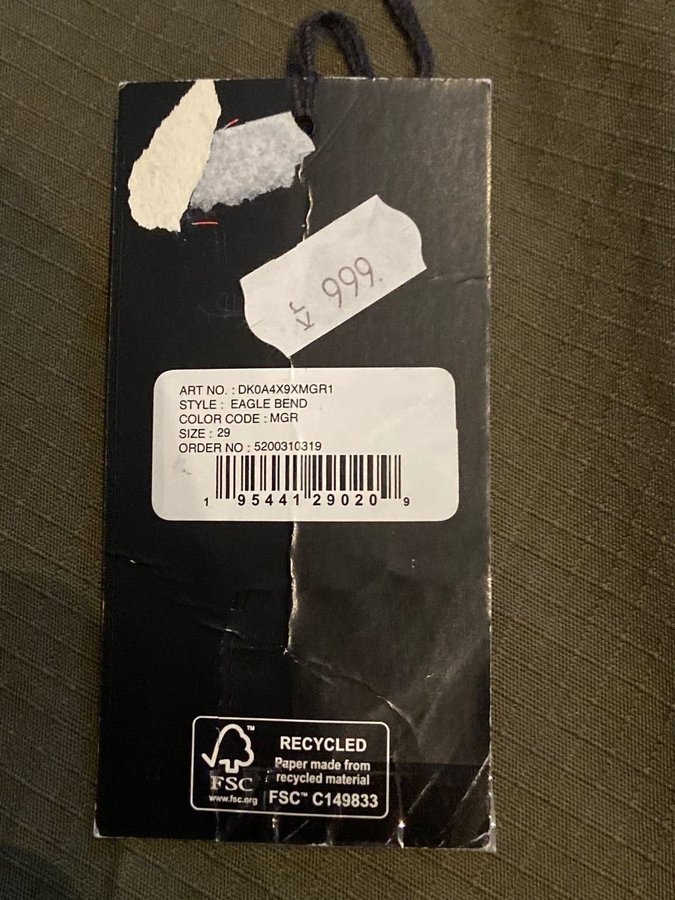 999.
ART NO. : DK0A4X9XMGR1
STYLE : EAGLE BEND
COLOR CODE : MGR
SIZE : 29
ORDER NO : 5200310319
1 95441 29020 9
™
FSC
www.fsc.org
RECYCLED
Paper made from
recycled material
FSC™ C149833